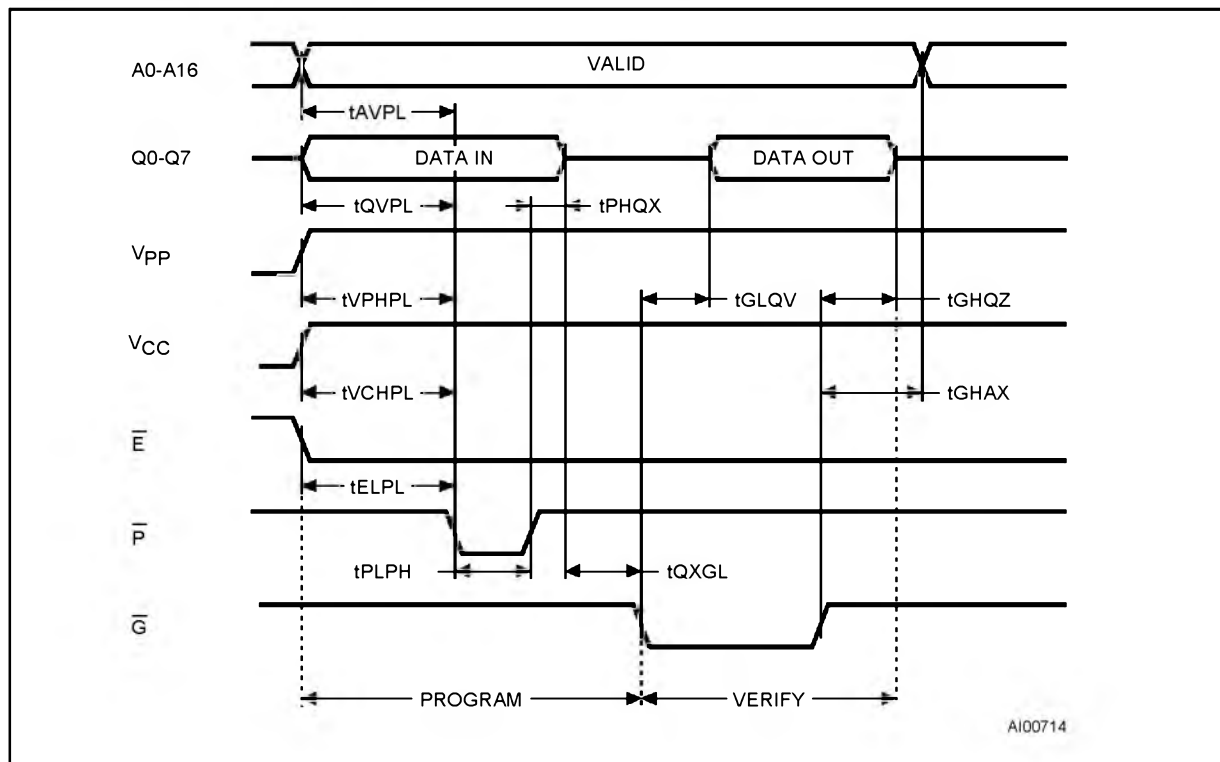 A0-A16
VALID
tAVPL
Q0-Q7
DATA IN
DATA OUT
tQVPL
tPHQX
VPP
tVPHPL
tGLQV
tGHQZ
VCC
tVCHPL
tGHAX
E
tELPL
P
tPLPH
tQXGL
G
PROGRAM
VERIFY
AI00714